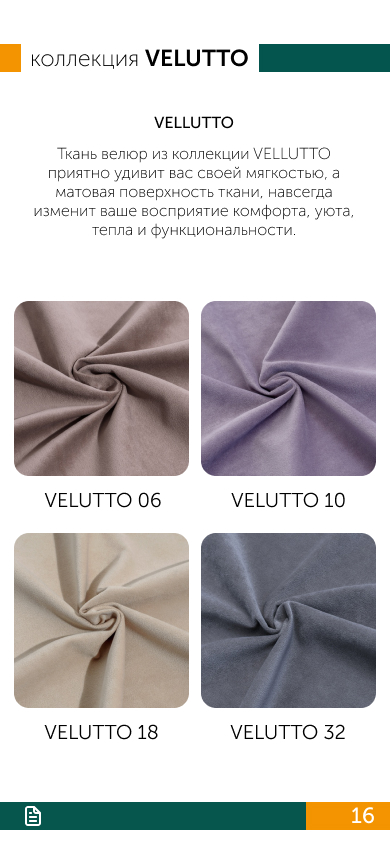 коллекция VELUTTO
VELLUTTO
Ткань велюр из коллекции VELLUTTO
приятно удивит вас своей мягкостью, а
матовая поверхность ткани, навсегда
изменит ваше восприятие комфорта, уюта,
тепла и функциональности.
VELUTTO 06
VELUTTO 10
VELUTTO 18
VELUTTO 32
16